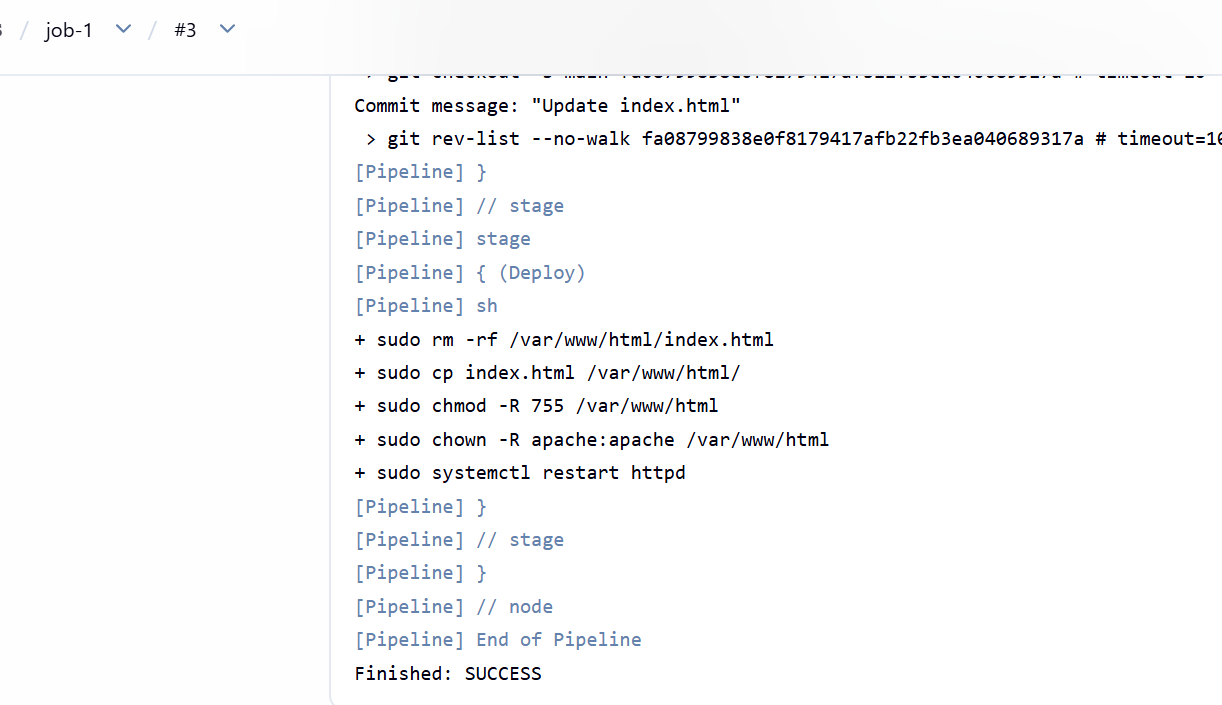 / job-1 / #3
Commit message: "Update index.html"
> git rev-list --no-walk fa08799838e0f8179417afb22fb3ea040689317a # timeout=10
[Pipeline] }
[Pipeline] // stage
[Pipeline] stage
[Pipeline] { (Deploy)
[Pipeline] sh
+ sudo rm -rf /var/www/html/index.html
+ sudo cp index.html /var/www/html/
+ sudo chmod -R 755 /var/www/html
+ sudo chown -R apache:apache /var/www/html
+ sudo systemctl restart httpd
[Pipeline] }
[Pipeline] // stage
[Pipeline] }
[Pipeline] // node
[Pipeline] End of Pipeline
Finished: SUCCESS